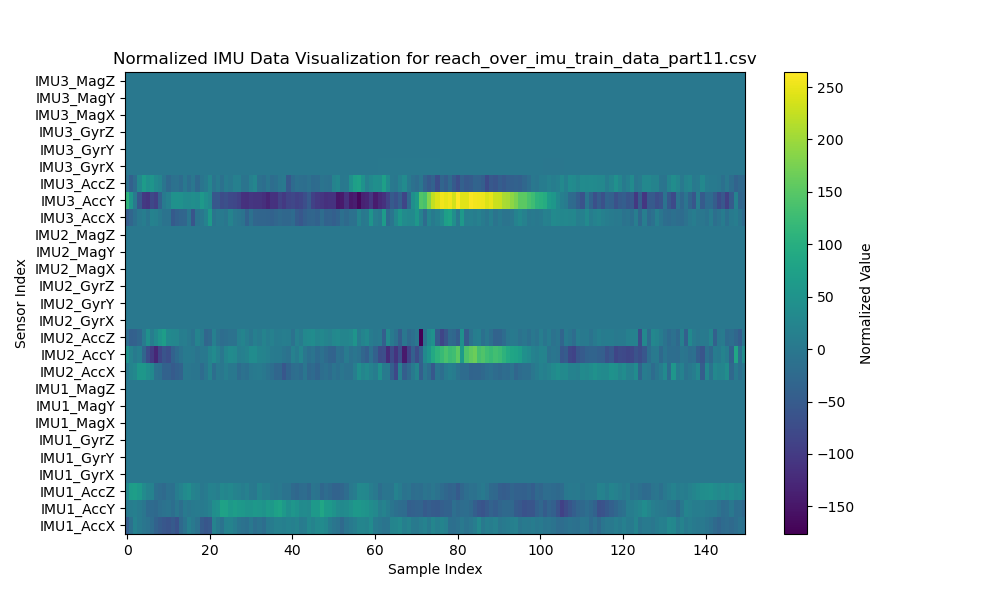 Normalized IMU Data Visualization for reach_over_imu_train_data_part11.csv
Sensor Index
IMU3_MagZ
IMU3_MagY
IMU3_MagX
IMU3_GyrZ
IMU3_GyrY
IMU3_GyrX
IMU3_AccZ
IMU3_AccY
IMU3_AccX
IMU2_MagZ
IMU2_MagY
IMU2_MagX
IMU2_GyrZ
IMU2_GyrY
IMU2_GyrX
IMU2_AccZ
IMU2_AccY
IMU2_AccX
IMU1_MagZ
IMU1_MagY
IMU1_MagX
IMU1_GyrZ
IMU1_GyrY
IMU1_GyrX
IMU1_AccZ
IMU1_AccY
IMU1_AccX
0 20 40 60 80 100 120 140
Sample Index
250
200
150
100
50
0
−50
−100
−150
Normalized Value